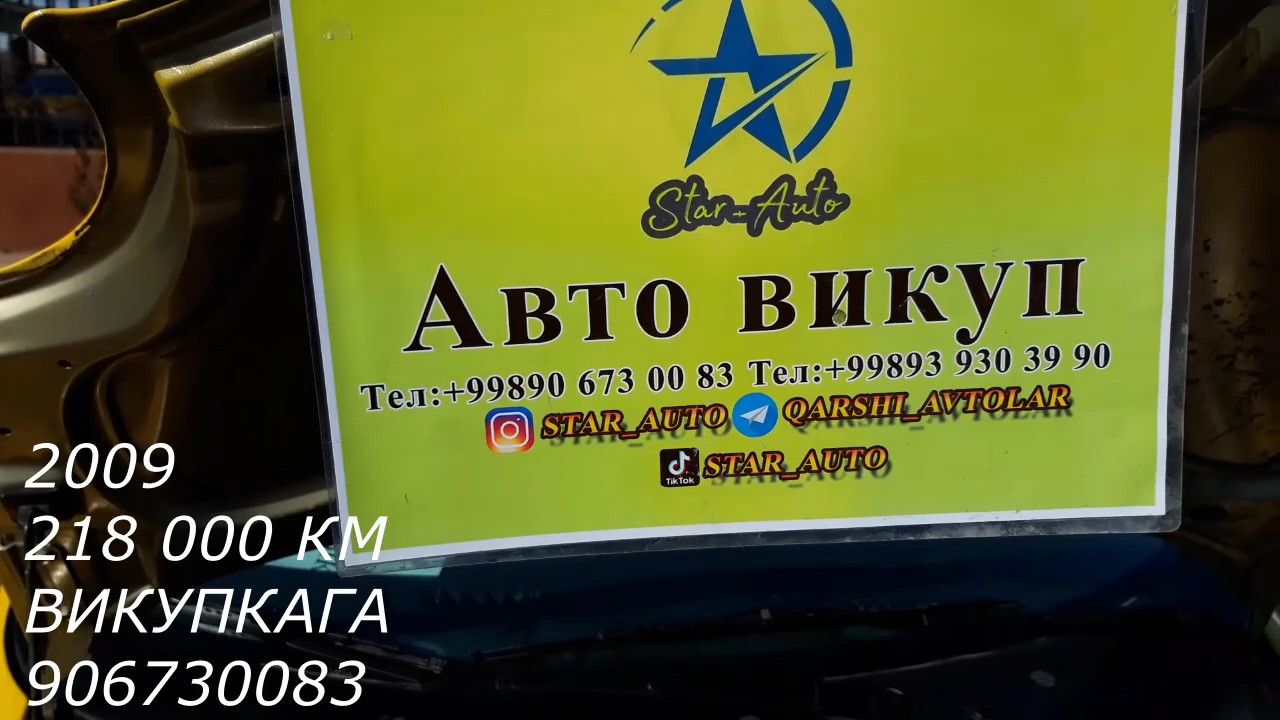 Star-Auto
Авто викуп
Тел:+99890 673 00 83 Тел:+99893 930 39 90
STAR_AUTO QARSHI_AVTOLAR
TikTok STAR_AUTO
2009
218 000 КМ
ВИКУПКАГА
906730083